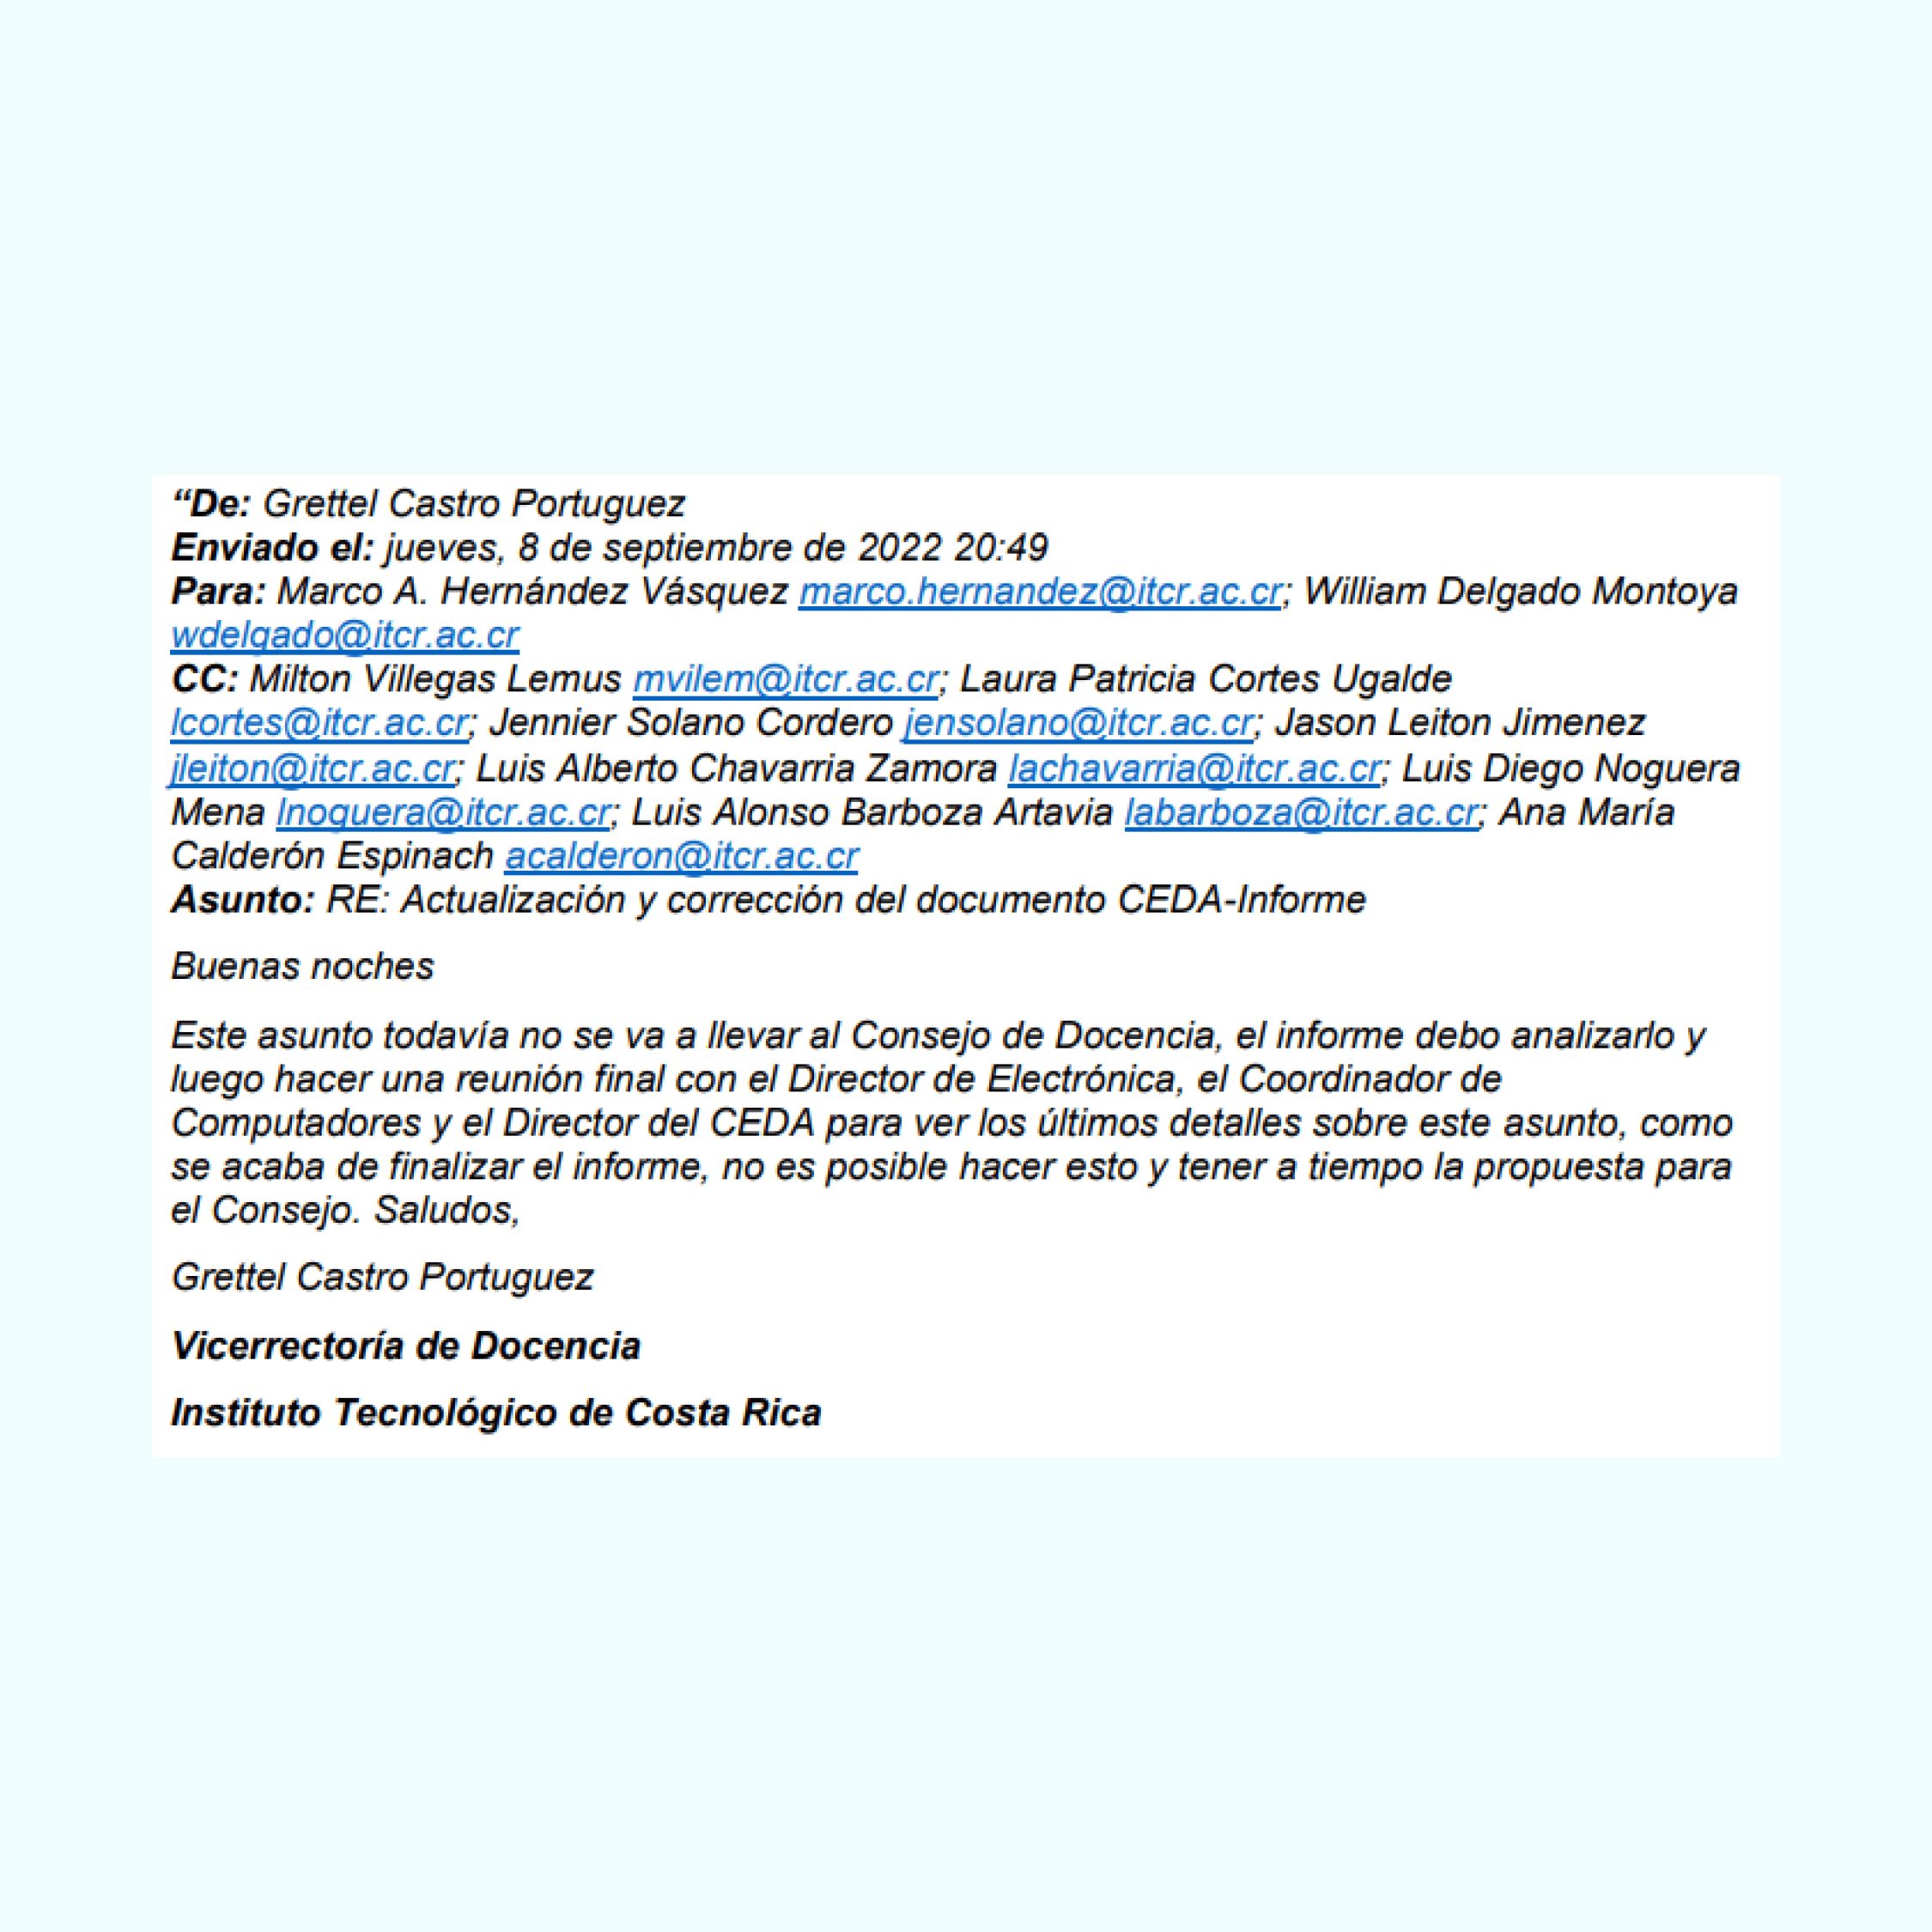 “De: Grettel Castro Portuguez
Enviado el: jueves, 8 de septiembre de 2022 20:49
Para: Marco A. Hernández Vásquez marco.hernandez@itcr.ac.cr; William Delgado Montoya
wdelgado@itcr.ac.cr
CC: Milton Villegas Lemus mvilem@itcr.ac.cr; Laura Patricia Cortes Ugalde
lcortes@itcr.ac.cr; Jennier Solano Cordero jensolano@itcr.ac.cr; Jason Leiton Jimenez
jleiton@itcr.ac.cr; Luis Alberto Chavarria Zamora lachavarria@itcr.ac.cr; Luis Diego Noguera
Mena lnoguera@itcr.ac.cr; Luis Alonso Barboza Artavia labarboza@itcr.ac.cr; Ana María
Calderón Espinach acalderon@itcr.ac.cr
Asunto: RE: Actualización y corrección del documento CEDA-Informe
Buenas noches
Este asunto todavía no se va a llevar al Consejo de Docencia, el informe debo analizarlo y
luego hacer una reunión final con el Director de Electrónica, el Coordinador de
Computadores y el Director del CEDA para ver los últimos detalles sobre este asunto, como
se acaba de finalizar el informe, no es posible hacer esto y tener a tiempo la propuesta para
el Consejo. Saludos,
Grettel Castro Portuguez
Vicerrectoría de Docencia
Instituto Tecnológico de Costa Rica